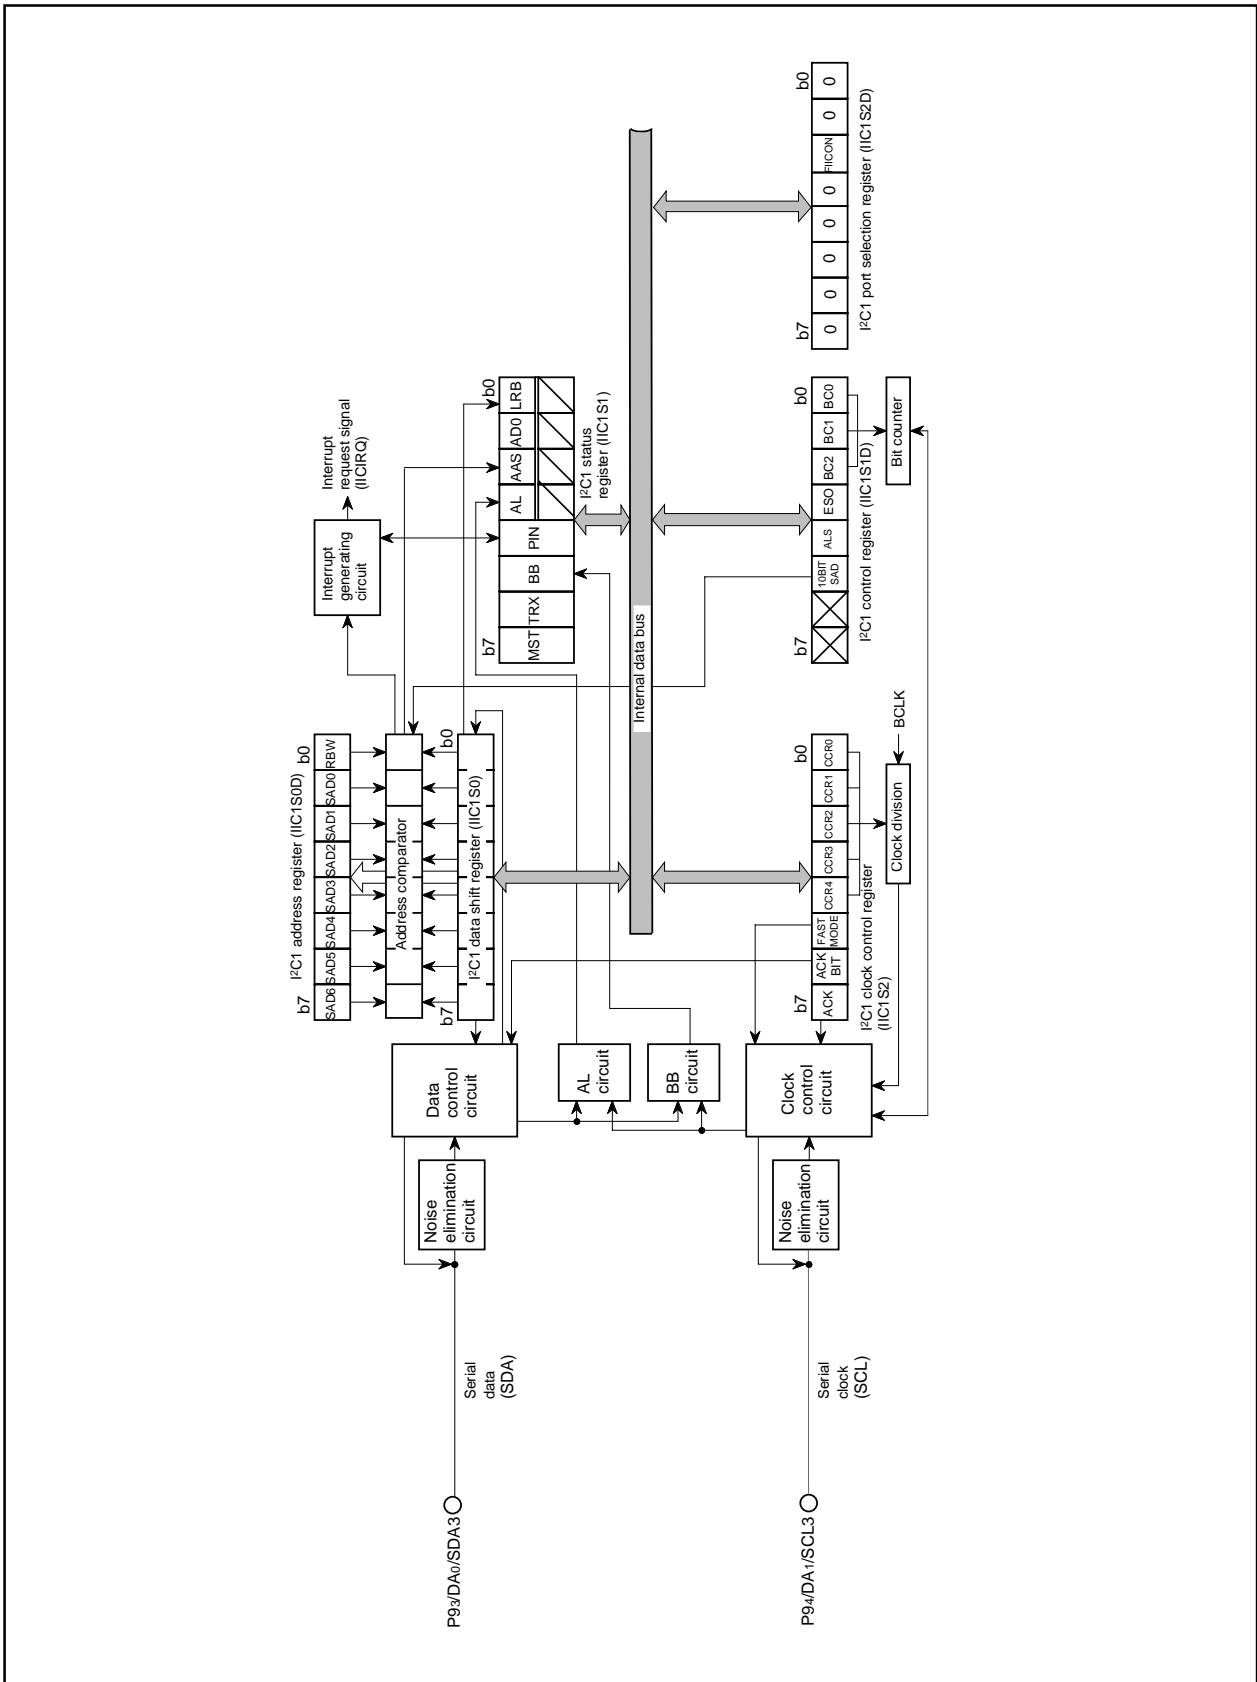 I²C1 address register (IIC1S0D)
b7
b0
SAD6 SAD5 SAD4 SAD3 SAD2 SAD1 SAD0 RBW
Address comparator
b7
b0
I²C1 data shift register (IIC1S0)
Interrupt
generating
circuit
Interrupt
request signal
(IICIRQ)
b7
b0
MST TRX BB PIN AL AAS AD0 LRB
I²C1 status
register (IIC1S1)
Data
control
circuit
Noise
elimination
circuit
Serial
data
(SDA)
P93/DA0/SDA3
AL
circuit
BB
circuit
Internal data bus
P94/DA1/SCL3
Serial
clock
(SCL)
Noise
elimination
circuit
Clock
control
circuit
b7
b0
ACK
ACK
BIT
FAST
MODE
CCR4 CCR3 CCR2 CCR1 CCR0
I²C1 clock control register
(IIC1S2)
Clock division
BCLK
b7
b0
10BIT
SAD
ALS ESO BC2 BC1 BC0
I²C1 control register (IIC1S1D)
Bit counter
b7
b0
0 0 0 0 0 FIICON 0 0
I²C1 port selection register (IIC1S2D)